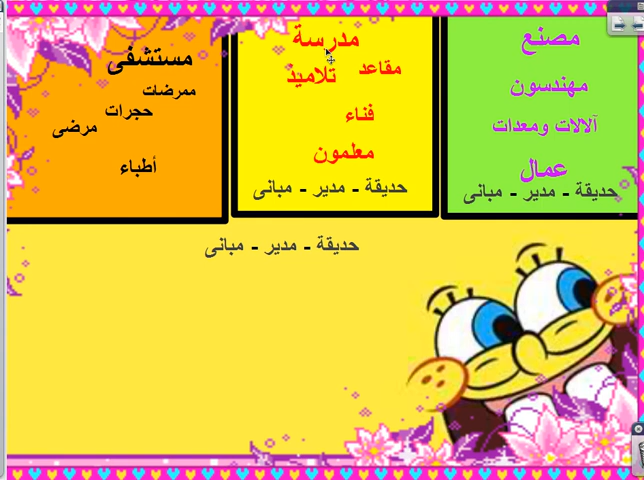 مصنع
مهندسون
آلالات ومعدات
عمال
حديقة - مدير - مبانى
مدرسة
مقاعد
تلاميذ
فناء
معلمون
حديقة - مدير - مبانى
مستشفى
ممرضات
حجرات
مرضى
أطباء
حديقة - مدير - مبانى